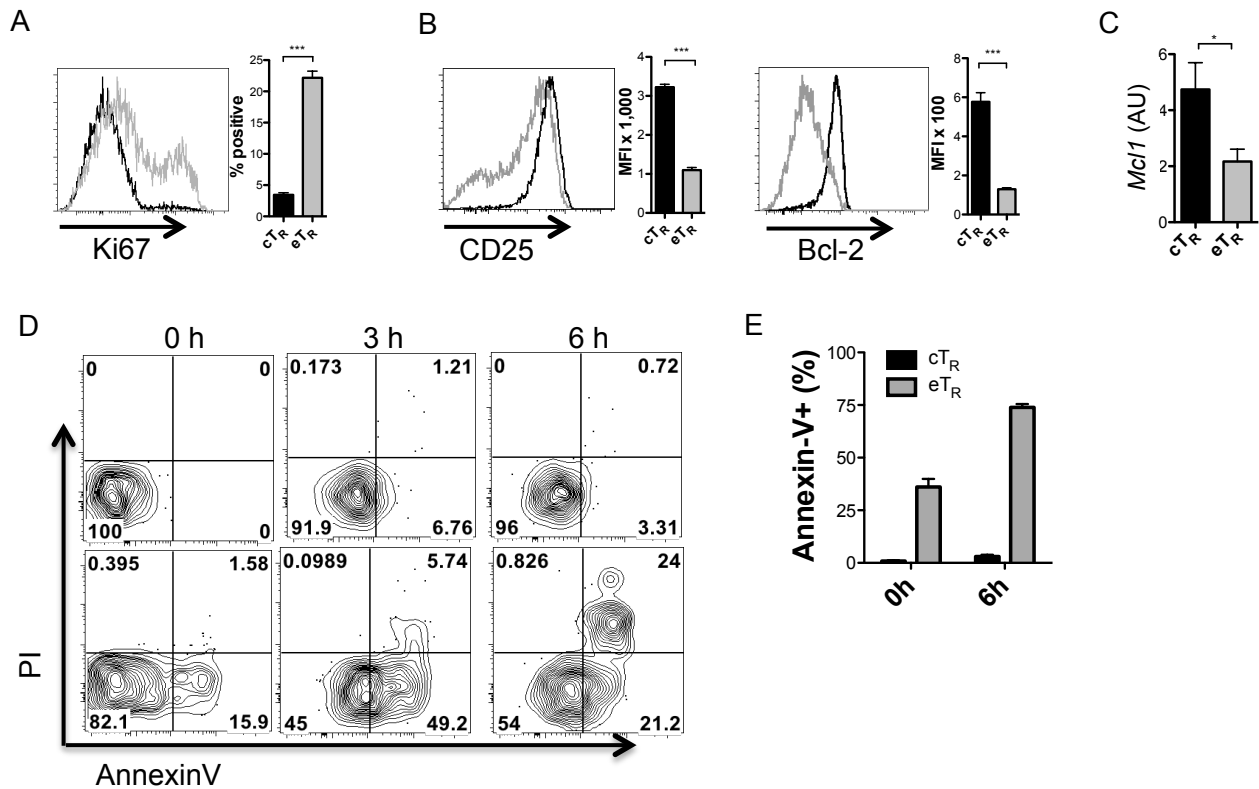 A
B
C
***
25
20
15
10
5
0
% positive
cTR
eTR
Ki67
***
4
3
2
1
0
MFI x 1,000
cTR
eTR
CD25
***
8
6
4
2
0
MFI x 100
cTR
eTR
Bcl-2
*
6
4
2
0
Mcl1 (AU)
cTR
eTR
D
0 h
3 h
6 h
0
0
100
0
0.173
1.21
91.9
6.76
0
0.72
96
3.31
0.395
1.58
82.1
15.9
0.0989
5.74
45
49.2
0.826
24
54
21.2
PI
AnnexinV
E
100
75
50
25
0
Annexin-V+ (%)
cTR
eTR
0h
6h